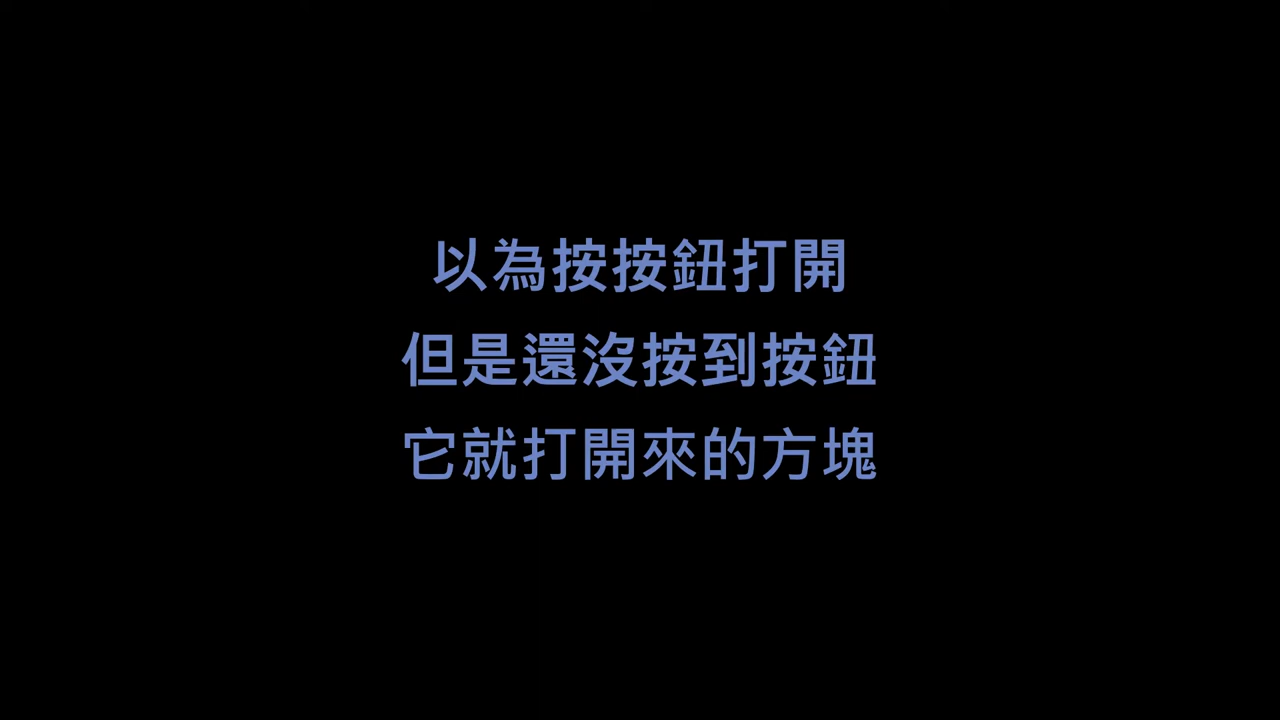 以為按按鈕打開
但是還沒按到按鈕
它就打開來的方塊